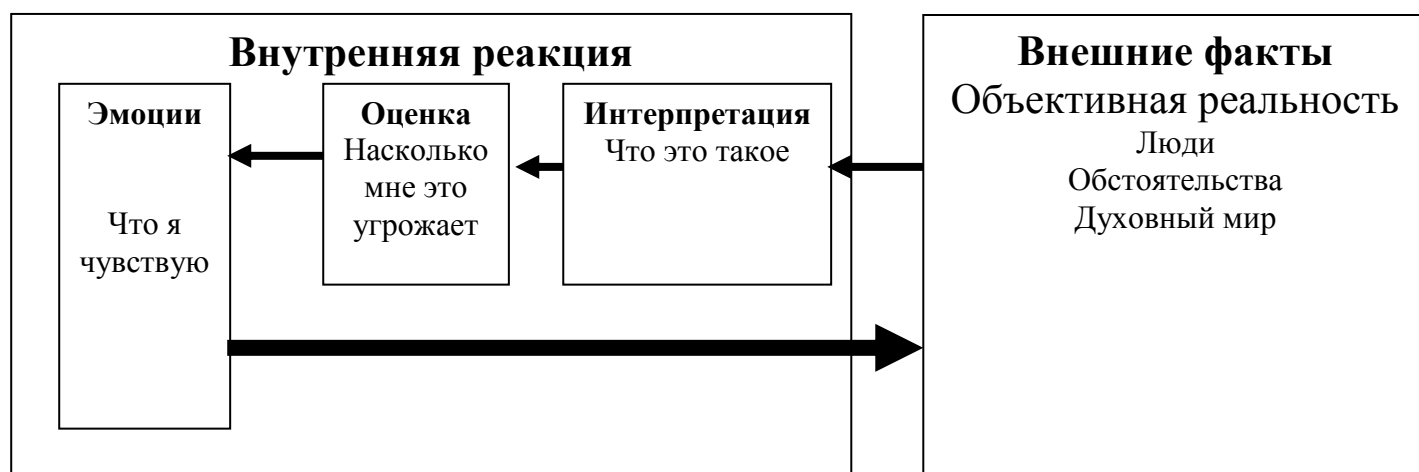 Внутренняя реакция
Эмоции
Что я
чувствую
Оценка
Насколько
мне это
угрожает
Интерпретация
Что это такое
Внешние факты
Объективная реальность
Люди
Обстоятельства
Духовный мир